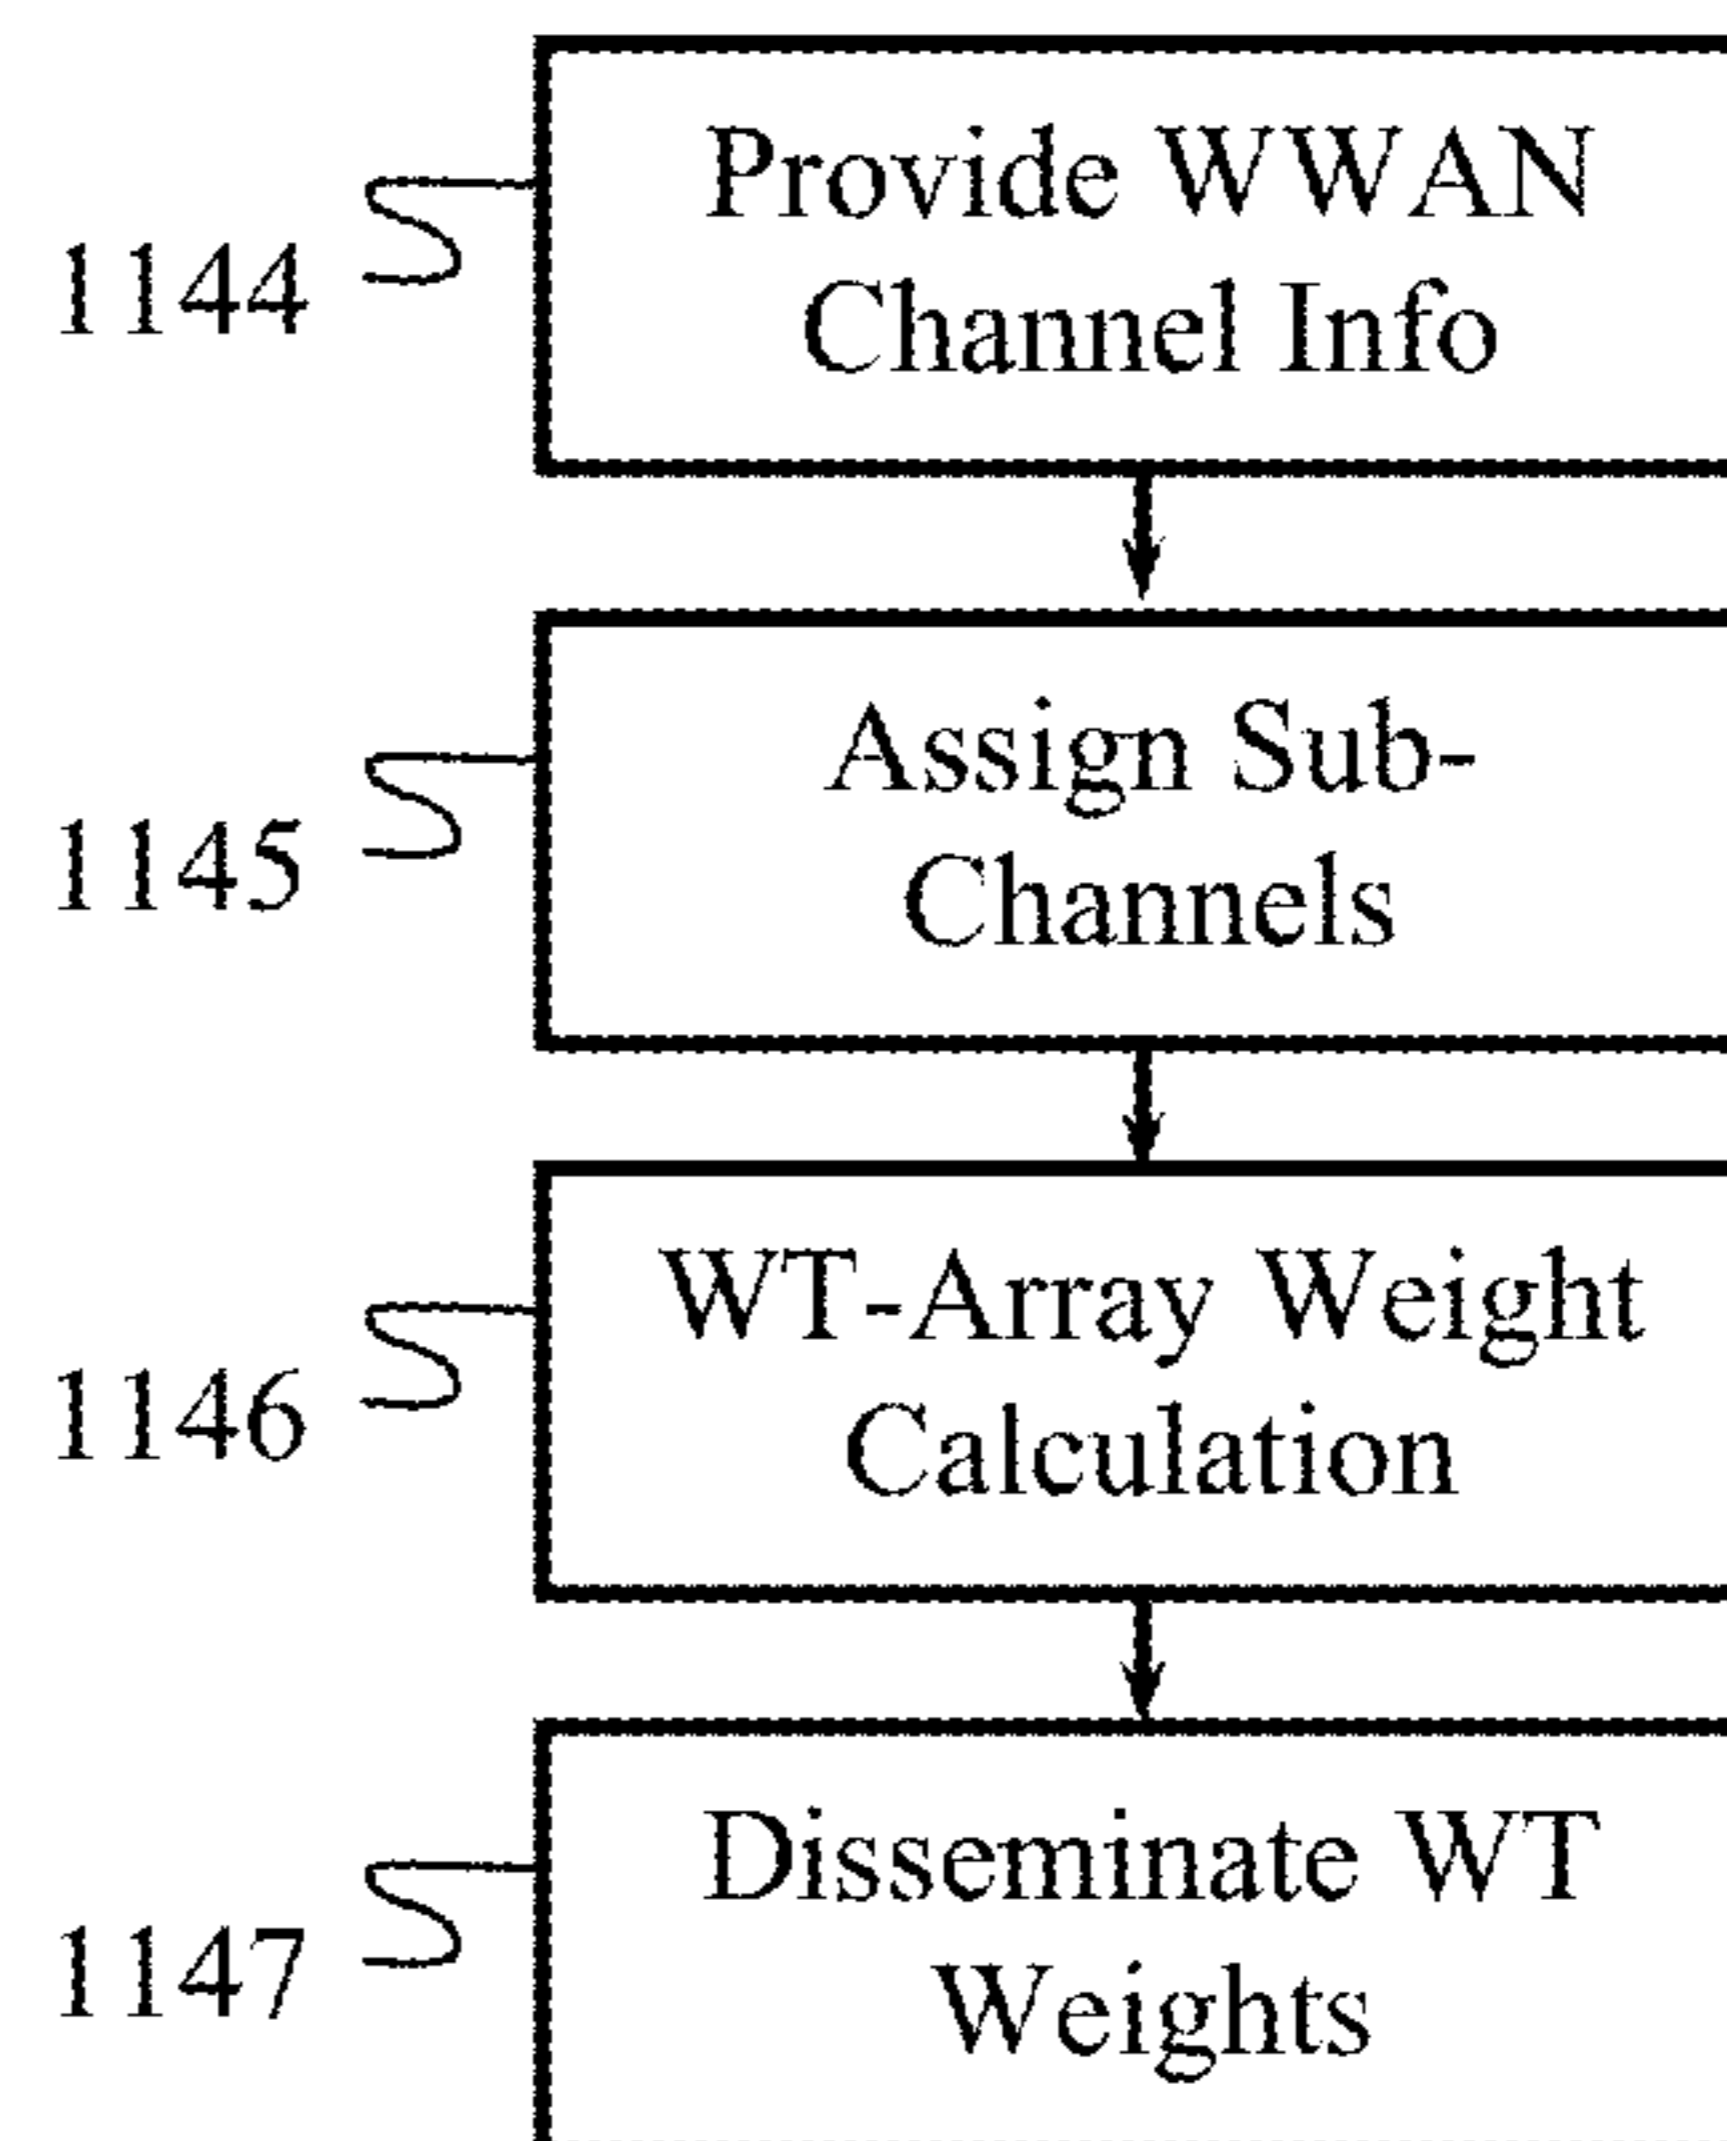 Provide WWAN
Channel Info
1144
Assign Sub-
Channels
1145
WT-Array Weight
Calculation
1146
Disseminate WT
Weights
1147